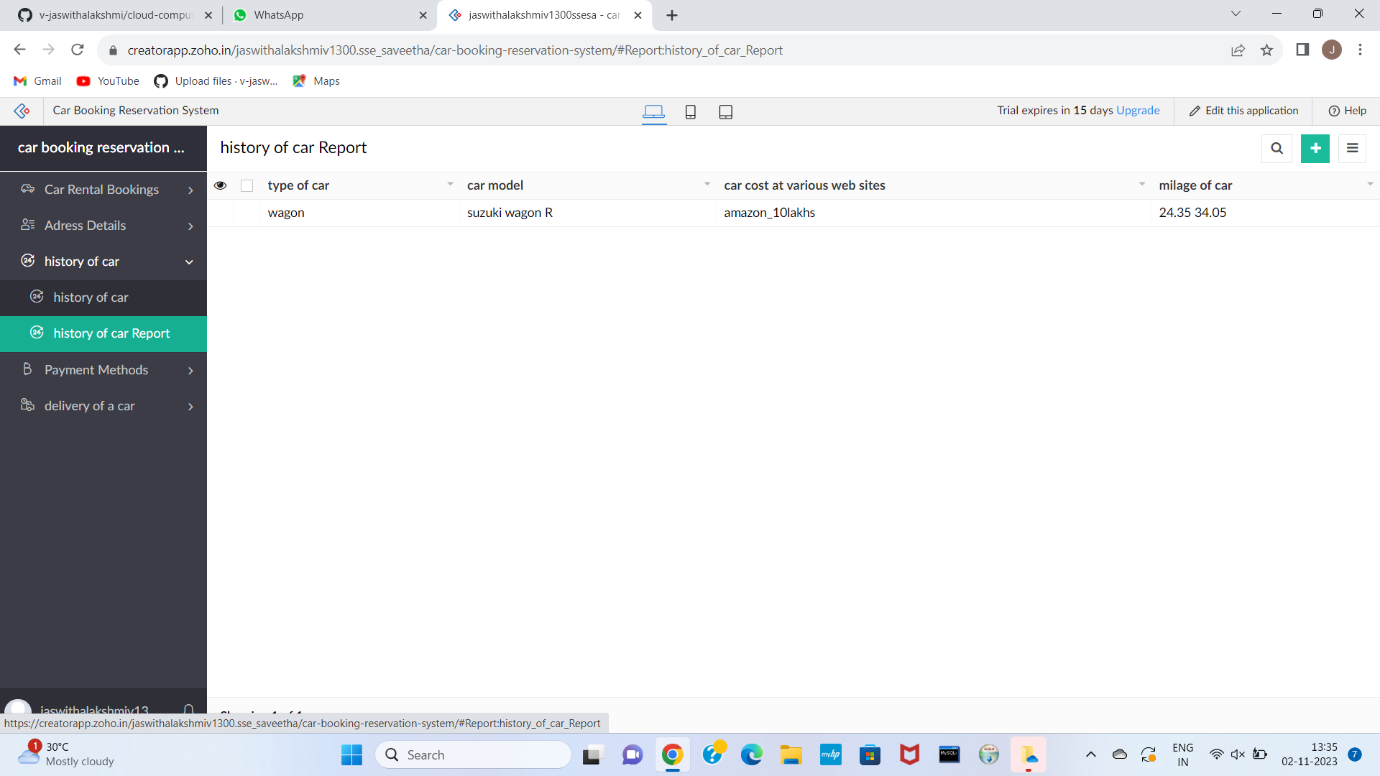 v-jaswithalakshmi/cloud-compu
WhatsApp
jaswithalakshmiv1300ssesa - car
creatorapp.zoho.in/jaswithalakshmiv1300.sse_saveetha/car-booking-reservation-system/#Report:history_of_car_Report
J
Gmail
YouTube
Upload files · v-jasw...
Maps
Car Booking Reservation System
Trial expires in 15 days Upgrade
Edit this application
Help
car booking reservation ...
history of car Report
Car Rental Bookings
Adress Details
history of car
history of car
history of car Report
Payment Methods
delivery of a car
type of car
car model
car cost at various web sites
milage of car
wagon
suzuki wagon R
amazon_10lakhs
24.35 34.05
jaswithalakshmiv13
https://creatorapp.zoho.in/jaswithalakshmiv1300.sse_saveetha/car-booking-reservation-system/#Report:history_of_car_Report
1
30°C
Mostly cloudy
Search
myhp
ENG
IN
13:35
02-11-2023
7